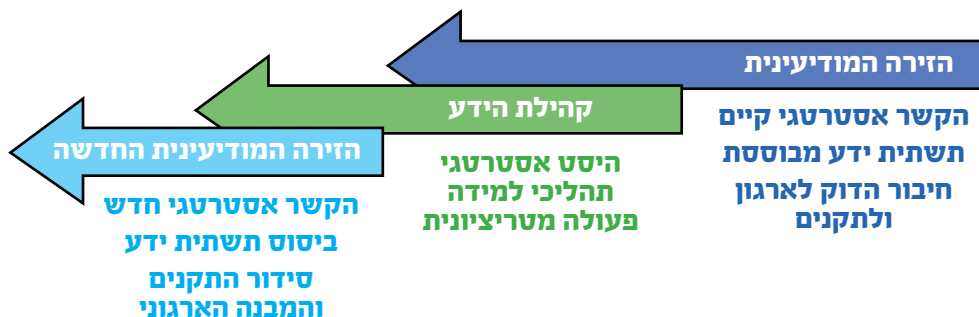 הזירה המודיעינית
הקשר אסטרטגי קיים
תשתית ידע מבוססת
חיבור הדוק לארגון
ולתקנים
קהילת הידע
היסט אסטרטגי
תהליכי למידה
פעולה מטריציונית
הזירה המודיעינית החדשה
הקשר אסטרטגי חדש
ביסוס תשתית ידע
סידור התקנים
והמבנה הארגוני